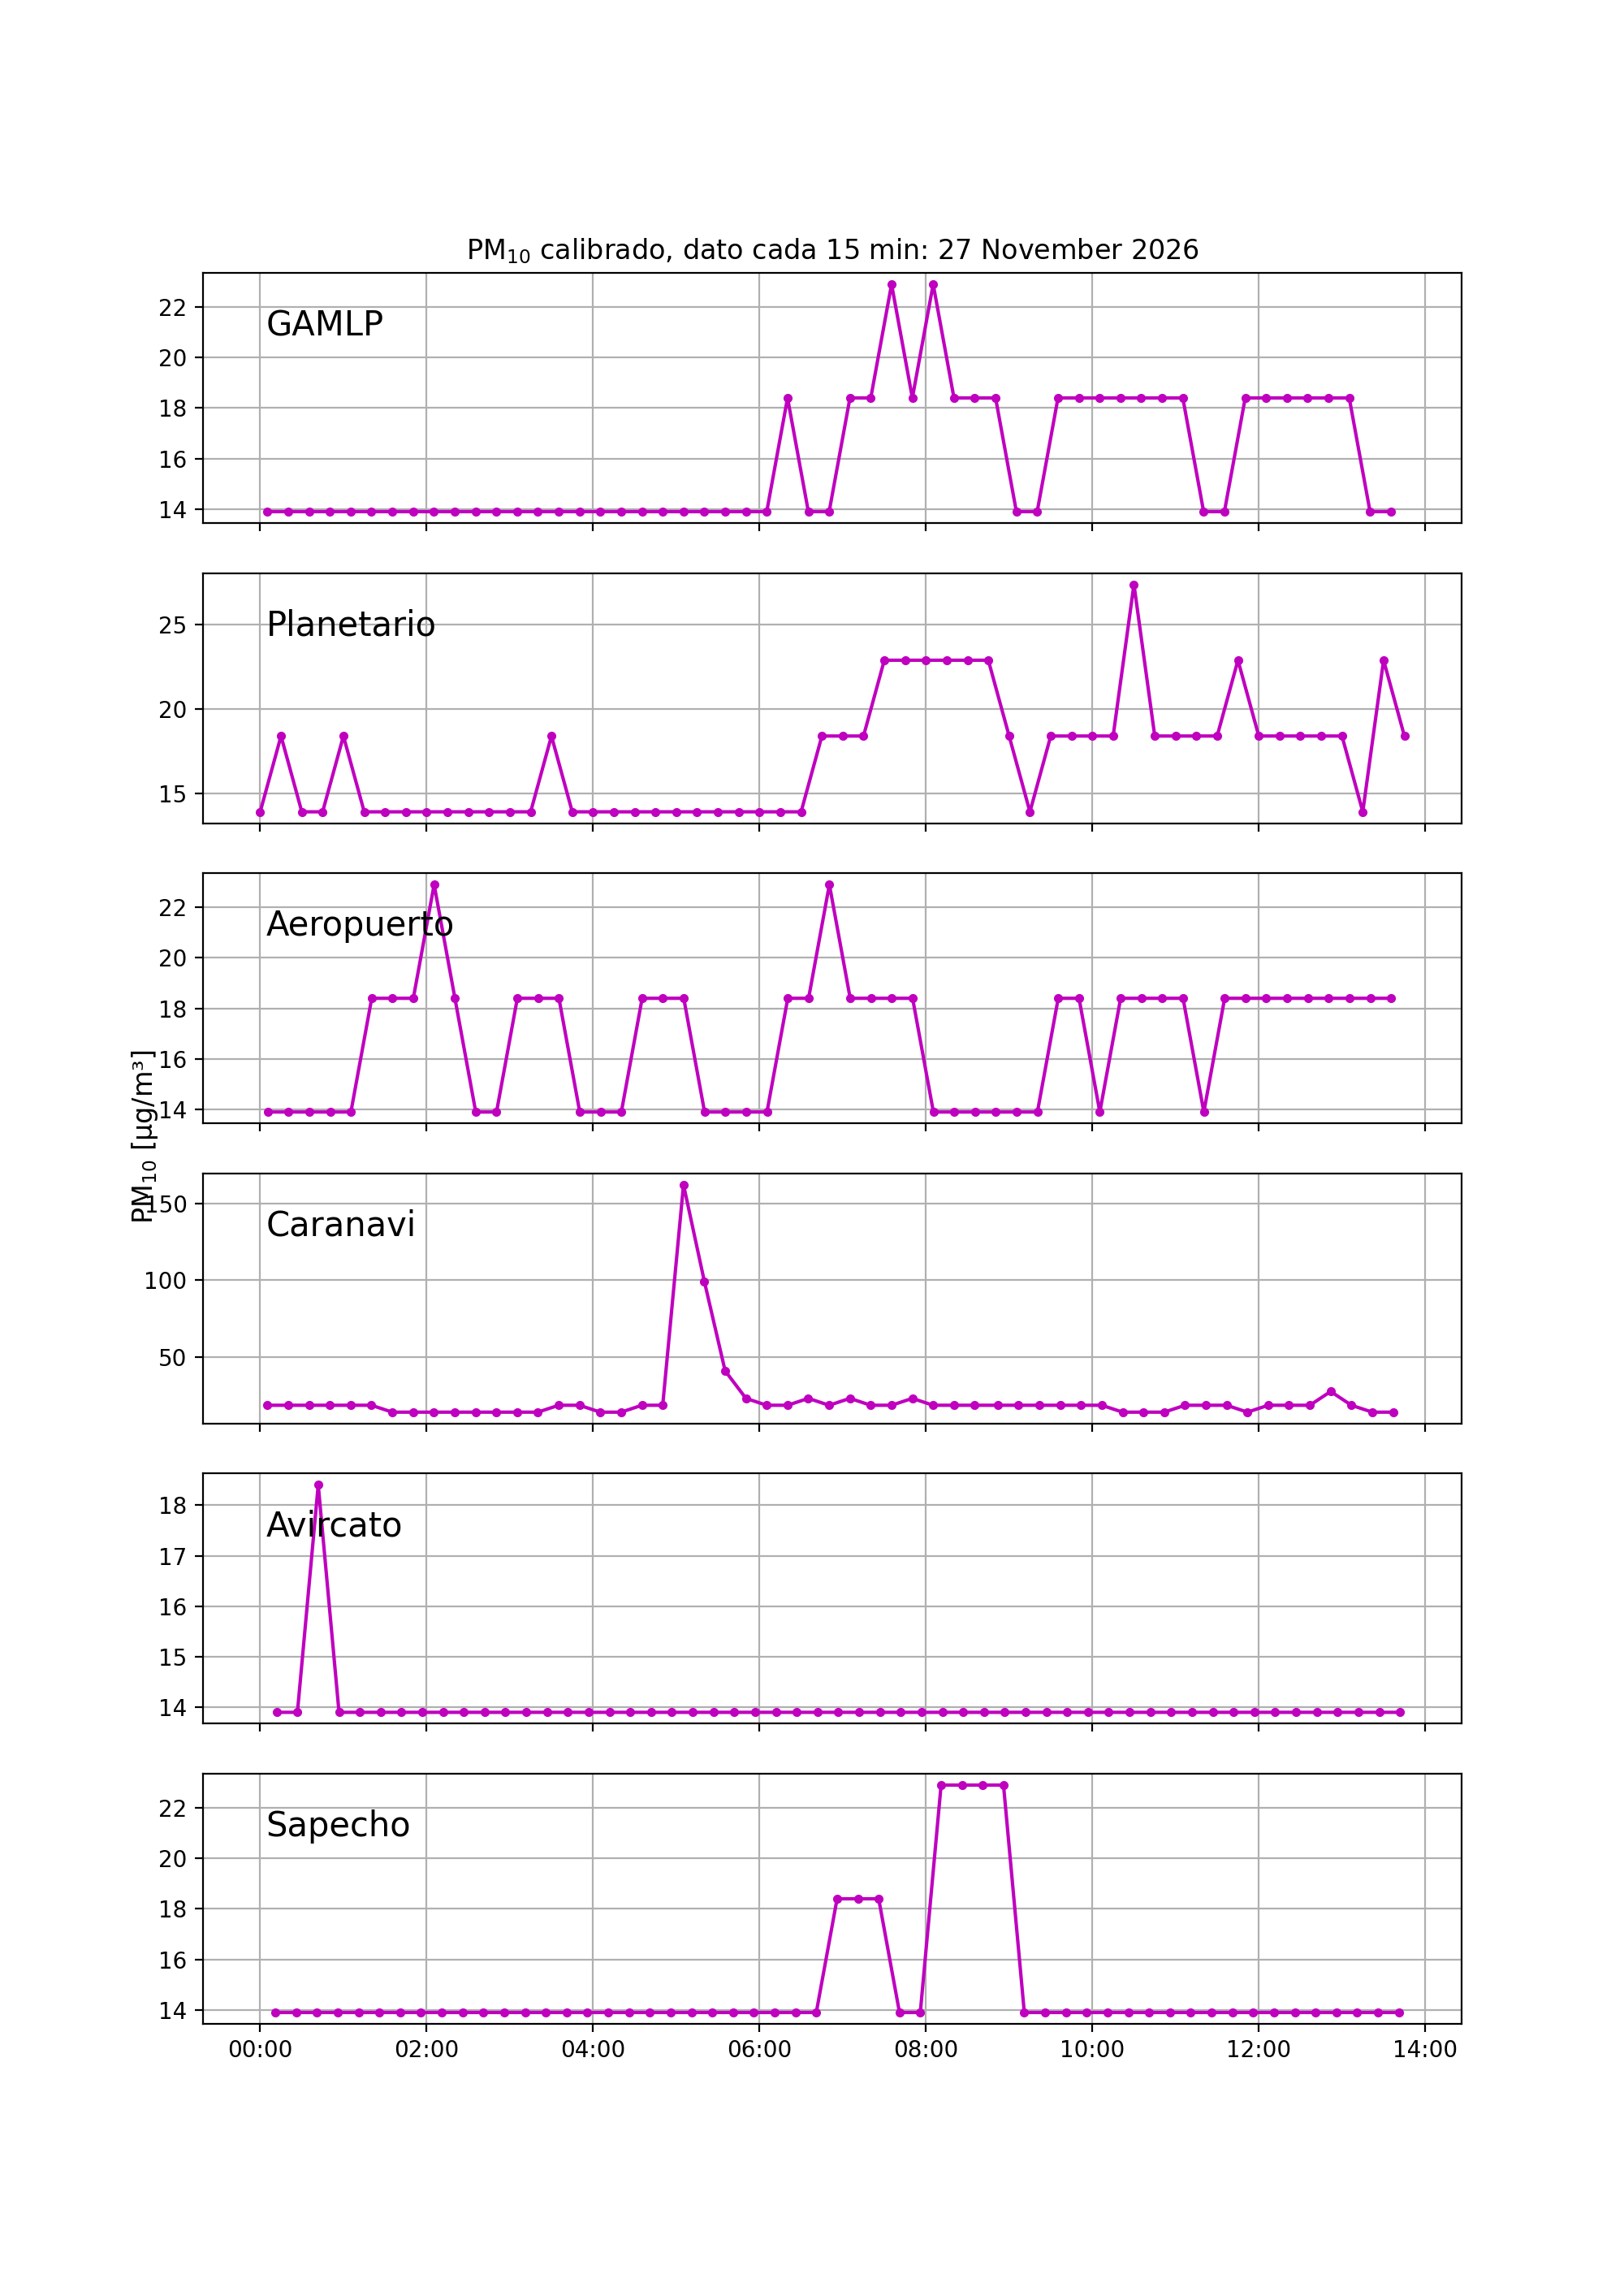 PM₁₀ calibrado, dato cada 15 min: 27 November 2026
22
GAMLP
20
18
16
14
25
Planetario
20
15
22
Aeropuerto
20
18
16
14
PM₁₀ [µg/m³]
150
Caranavi
100
50
18
Avircato
17
16
15
14
22
Sapecho
20
18
16
14
00:00 02:00 04:00 06:00 08:00 10:00 12:00 14:00